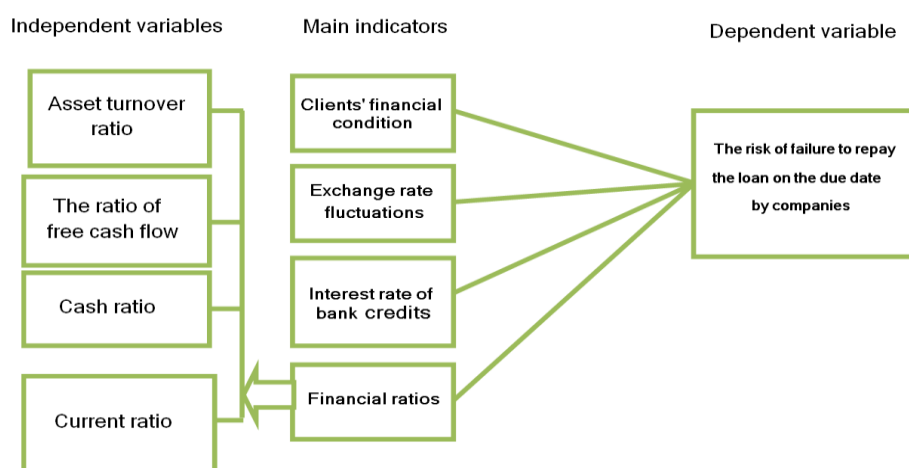 Independent variables
Main indicators
Dependent variable
Asset turnover
ratio
The ratio of
free cash flow
Cash ratio
Current ratio
Clients' financial
condition
Exchange rate
fluctuations
Interest rate of
bank credits
Financial ratios
The risk of failure to repay
the loan on the due date
by companies